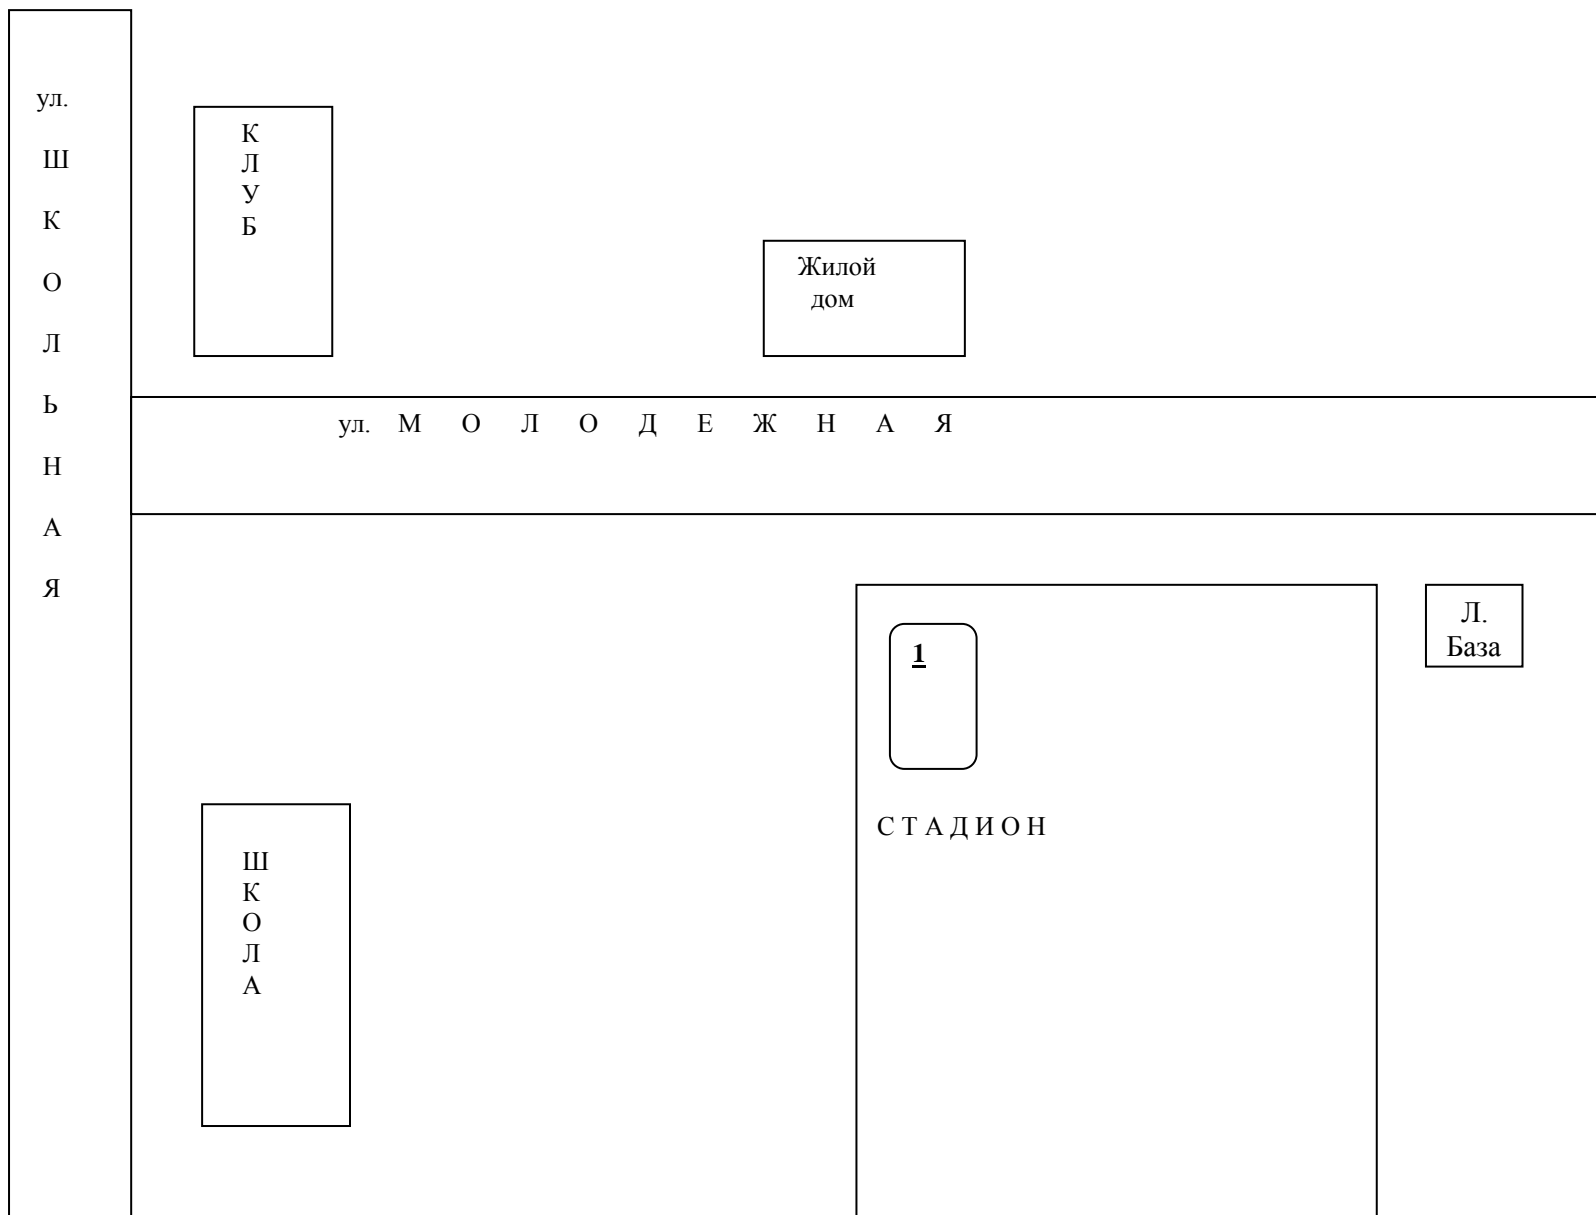 ул.
Ш
К
О
Л
Ь
Н
А
Я
К
Л
У
Б
Жилой
дом
ул. М О Л О Д Е Ж Н А Я
1
Л.
База
С Т А Д И О Н
Ш
К
О
Л
А